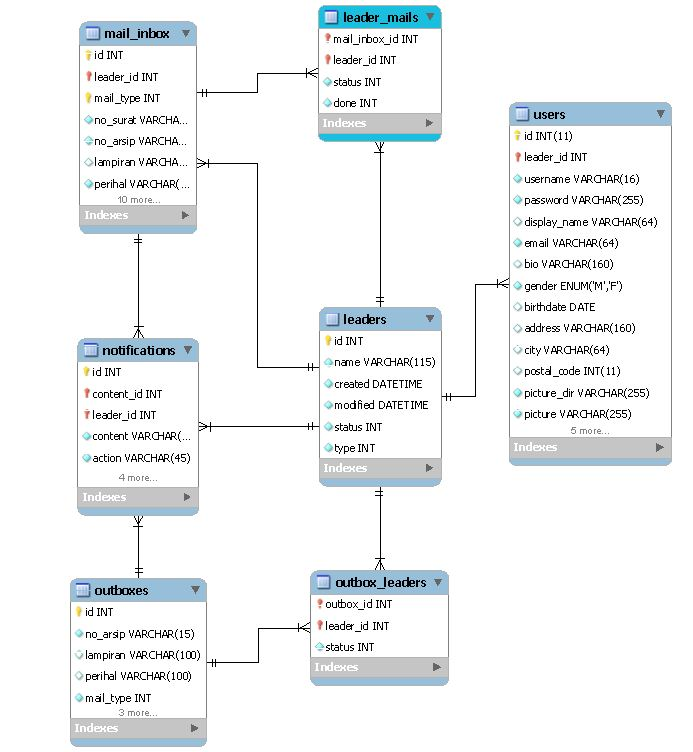 mail_inbox
id INT
leader_id INT
mail_type INT
no_surat VARCHA...
no_arsip VARCHA...
lampiran VARCHA...
perihal VARCHAR(...
10 more...
Indexes
leader_mails
mail_inbox_id INT
leader_id INT
status INT
done INT
Indexes
users
id INT(11)
leader_id INT
username VARCHAR(16)
password VARCHAR(255)
display_name VARCHAR(64)
email VARCHAR(64)
bio VARCHAR(160)
gender ENUM('M','F')
birthdate DATE
address VARCHAR(160)
city VARCHAR(64)
postal_code INT(11)
picture_dir VARCHAR(255)
picture VARCHAR(255)
5 more...
Indexes
notifications
id INT
content_id INT
leader_id INT
content VARCHAR(...
action VARCHAR(45)
4 more...
Indexes
leaders
id INT
name VARCHAR(115)
created DATETIME
modified DATETIME
status INT
type INT
Indexes
outboxes
id INT
no_arsip VARCHAR(15)
lampiran VARCHAR(100)
perihal VARCHAR(100)
mail_type INT
3 more...
Indexes
outbox_leaders
outbox_id INT
leader_id INT
status INT
Indexes